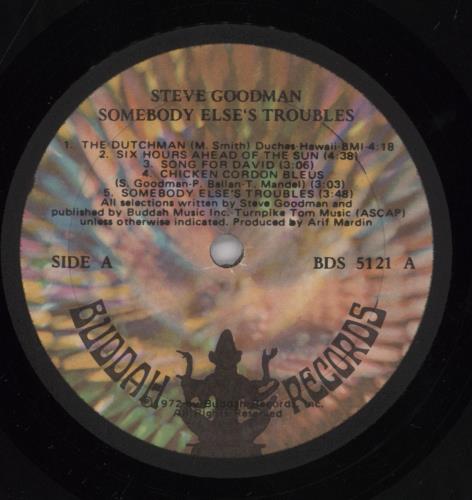 STEVE GOODMAN
SOMEBODY ELSE'S TROUBLES
1. THE DUTCHMAN (M. Smith) Duchas-Hawaii-BMI-4:18
2. SIX HOURS AHEAD OF THE SUN (4:38)
3. SONG FOR DAVID (3:06)
4. CHICKEN CORDON BLEUS
(S. Goodman-P. Ballan-T. Mandel) (3:03)
5. SOMEBODY ELSE'S TROUBLES (3:48)
All selections written by Steve Goodman and
published by Buddah Music Inc. Turnpike Tom Music (ASCAP)
unless otherwise indicated. Produced by Arif Mardin
SIDE A
BDS 5121 A
BUDDAH RECORDS
1972 Buddah Records, Inc.
All Rights Reserved